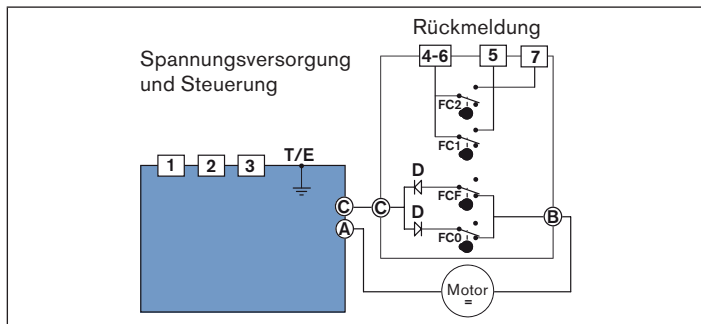 Rückmeldung
Spannungsversorgung
und Steuerung
4-6 5 7
FC2
FC1
1 2 3 T/E
D
FCF
C C
D
B
A
FC0
Motor
=